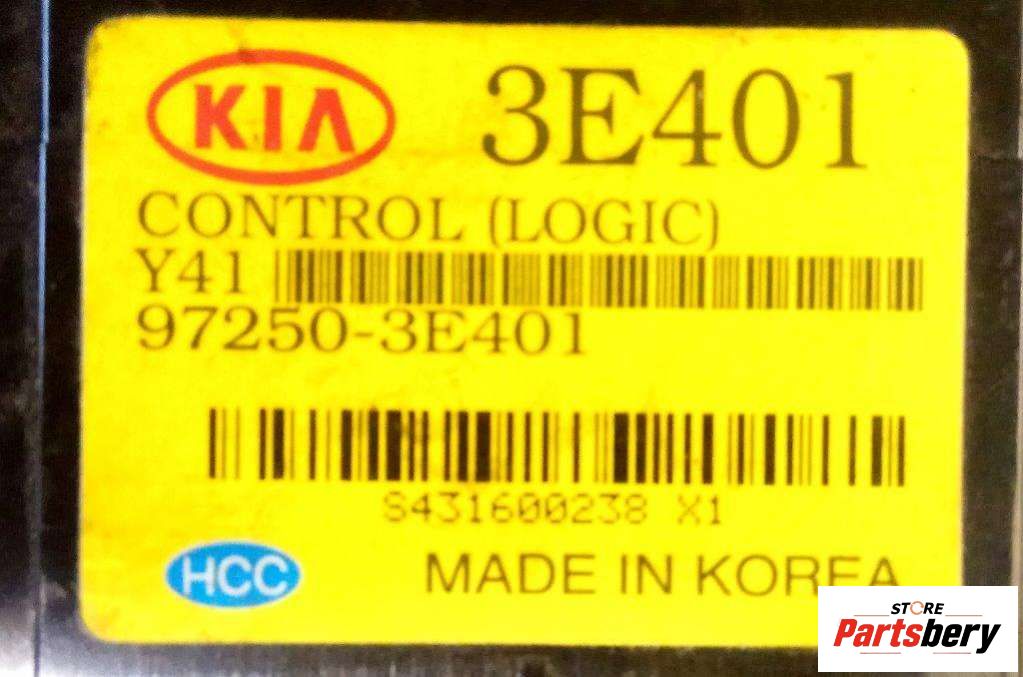 KIA 3E401
CONTROL (LOGIC)
Y41
97250-3E401
S431600238 X1
HCC MADE IN KOREA
STORE
Partsbery